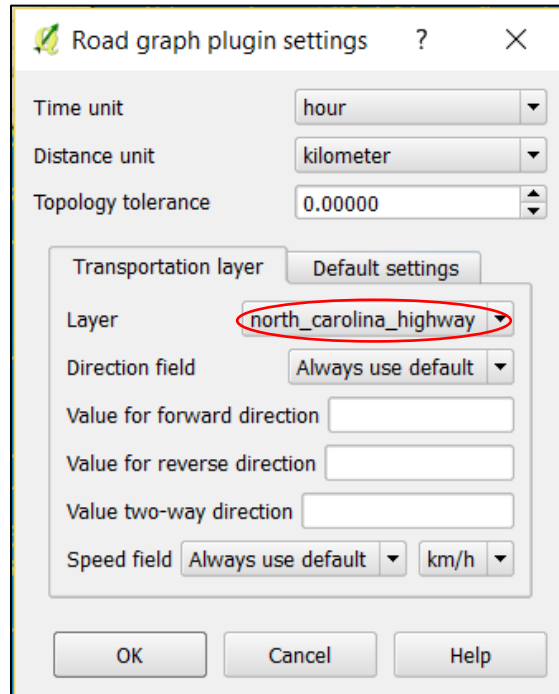 Road graph plugin settings ?
Time unit hour
Distance unit kilometer
Topology tolerance 0.00000
Transportation layer Default settings
Layer north_carolina_highway
Direction field Always use default
Value for forward direction
Value for reverse direction
Value two-way direction
Speed field Always use default km/h
OK Cancel Help